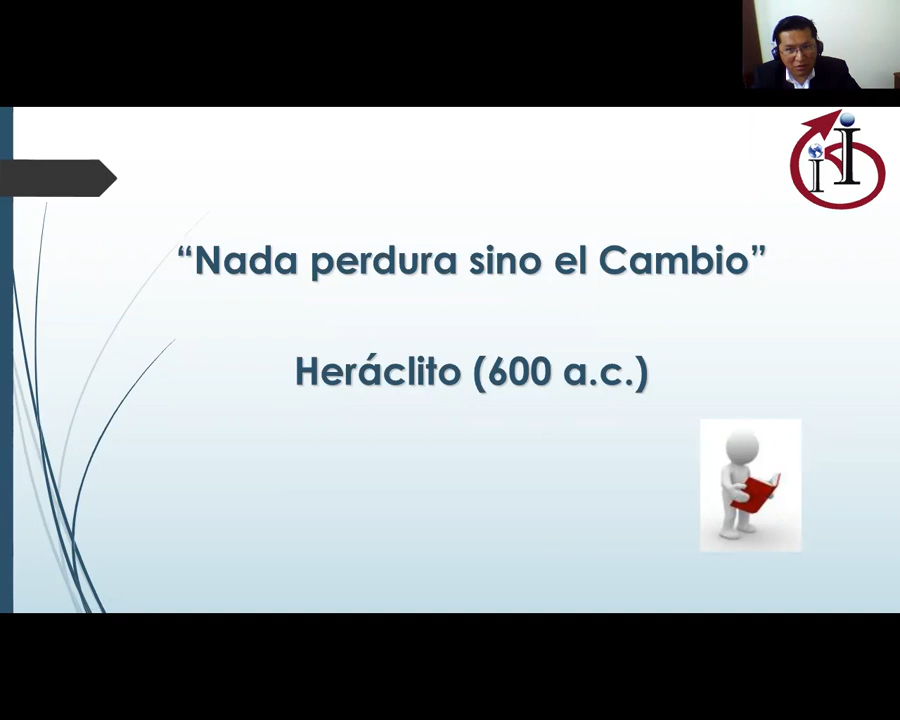 “Nada perdura sino el Cambio”
Heráclito (600 a.c.)